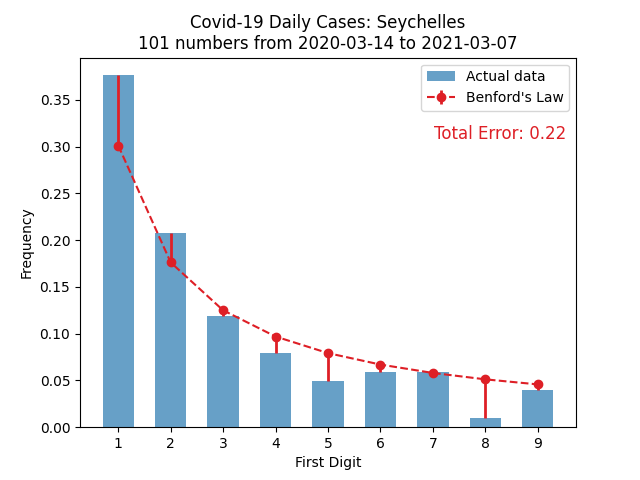 Covid-19 Daily Cases: Seychelles
101 numbers from 2020-03-14 to 2021-03-07
Actual data
Benford's Law
Total Error: 0.22
0.35
0.30
0.25
0.20
0.15
0.10
0.05
0.00
Frequency
1 2 3 4 5 6 7 8 9
First Digit